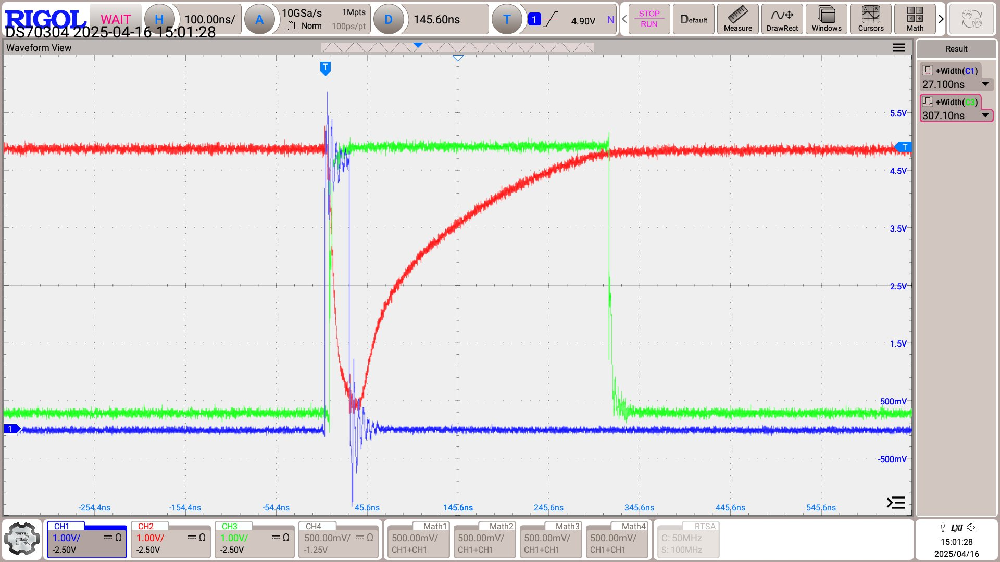 RIGOL
WAIT
H
100.00ns/
A
10GSa/s
Norm
1Mpts
100ps/pt
D
145.60ns
T
1
4.90V
N
STOP
RUN
Default
Measure
DrawRect
Windows
Cursors
Math
DS70304 2025-04-16 15:01:28
Waveform View
T
5.5V
T
4.5V
3.5V
2.5V
1.5V
500mV
1
-500mV
-254.4ns
-154.4ns
-54.4ns
45.6ns
145.6ns
245.6ns
345.6ns
445.6ns
545.6ns
Result
+Width(C1)
27.100ns
+Width(C3)
307.10ns
CH1
1.00V/
Ω
-2.50V
CH2
1.00V/
Ω
-2.50V
CH3
1.00V/
Ω
-2.50V
CH4
500.00mV/
Ω
-1.25V
Math1
500.00mV/
CH1+CH1
Math2
500.00mV/
CH1+CH1
Math3
500.00mV/
CH1+CH1
Math4
500.00mV/
CH1+CH1
RTSA
C: 50MHz
S: 100MHz
LXI
15:01:28
2025/04/16